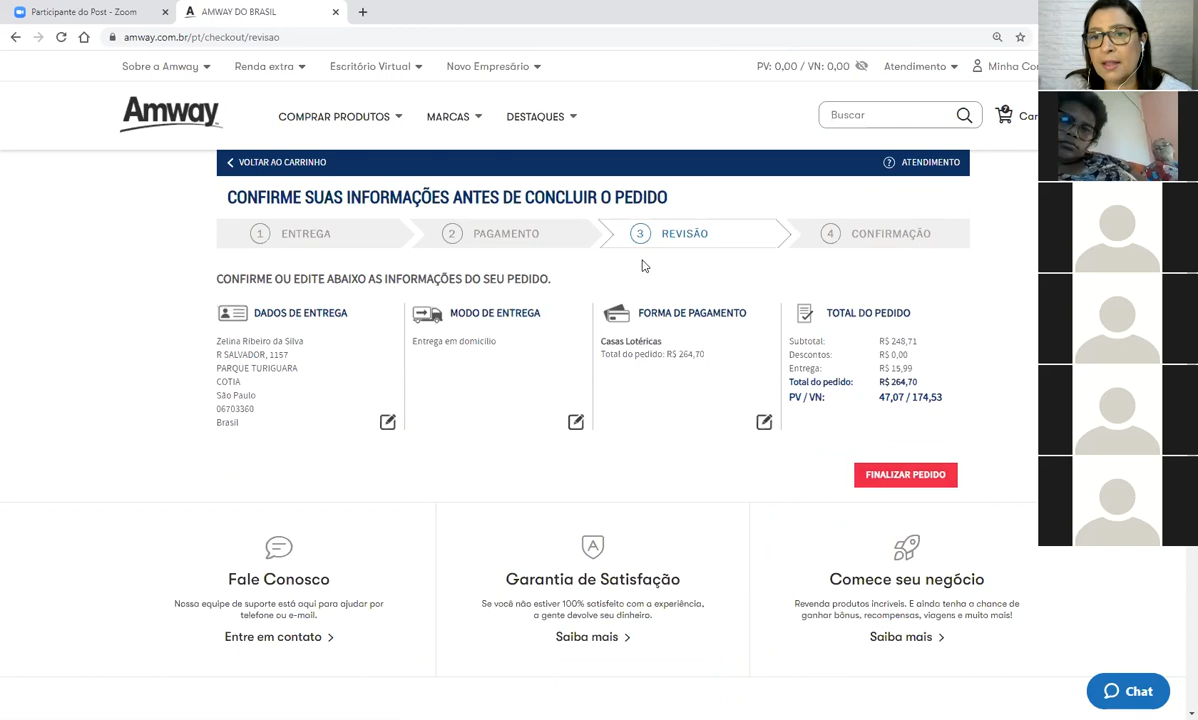 Participante do Post - Zoom
AMWAY DO BRASIL
amway.com.br/pt/checkout/revisao
Sobre a Amway
Renda extra
Escritório Virtual
Novo Empresário
PV: 0,00 / VN: 0,00
Atendimento
Minha Con
Amway
COMPRAR PRODUTOS
MARCAS
DESTAQUES
Buscar
2
Car
VOLTAR AO CARRINHO
ATENDIMENTO
CONFIRME SUAS INFORMAÇÕES ANTES DE CONCLUIR O PEDIDO
1 ENTREGA
2 PAGAMENTO
3 REVISÃO
4 CONFIRMAÇÃO
CONFIRME OU EDITE ABAIXO AS INFORMAÇÕES DO SEU PEDIDO.
DADOS DE ENTREGA
Zelina Ribeiro da Silva
R SALVADOR, 1157
PARQUE TURIGUARA
COTIA
São Paulo
06703360
Brasil
MODO DE ENTREGA
Entrega em domicílio
FORMA DE PAGAMENTO
Casas Lotéricas
Total do pedido: R$ 264,70
TOTAL DO PEDIDO
Subtotal: R$ 248,71
Descontos: R$ 0,00
Entrega: R$ 15,99
Total do pedido: R$ 264,70
PV / VN: 47,07 / 174,53
FINALIZAR PEDIDO
Fale Conosco
Nossa equipe de suporte está aqui para ajudar por
telefone ou e-mail.
Entre em contato
Garantia de Satisfação
Se você não estiver 100% satisfeito com a experiência,
a gente devolve seu dinheiro.
Saiba mais
Comece seu negócio
Revenda produtos incríveis. E ainda tenha a chance de
ganhar bônus, recompensas, viagens e muito mais!
Saiba mais
Chat